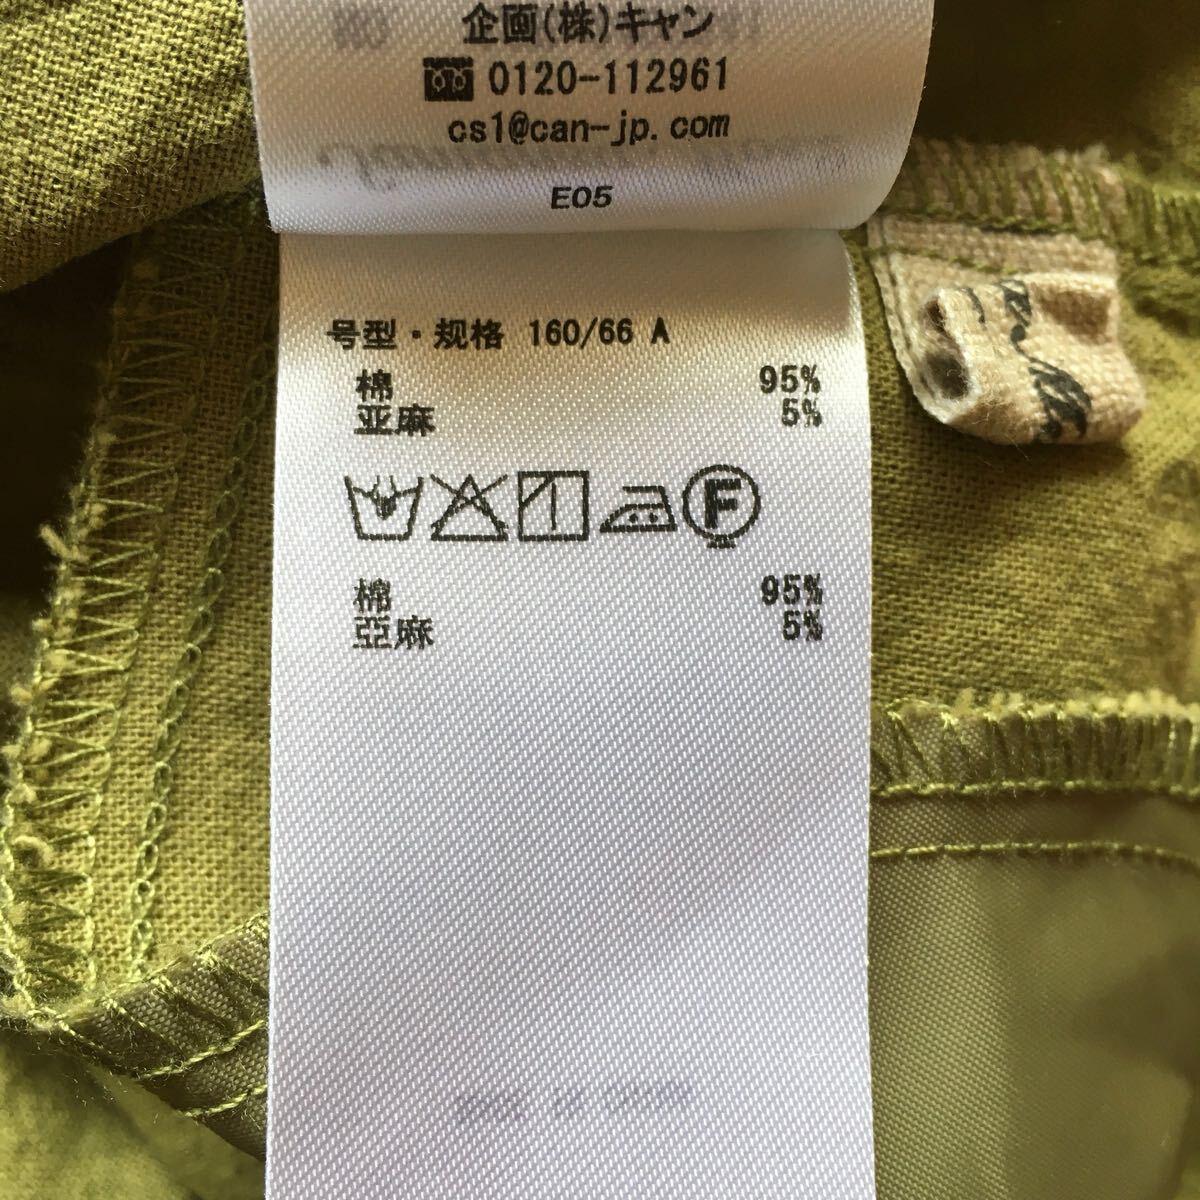 企画(株)キャン
0120-112961
cs1@can-jp.com
E05
号型・规格 160/66 A
棉 95%
亚麻 5%
F
棉 95%
亞麻 5%